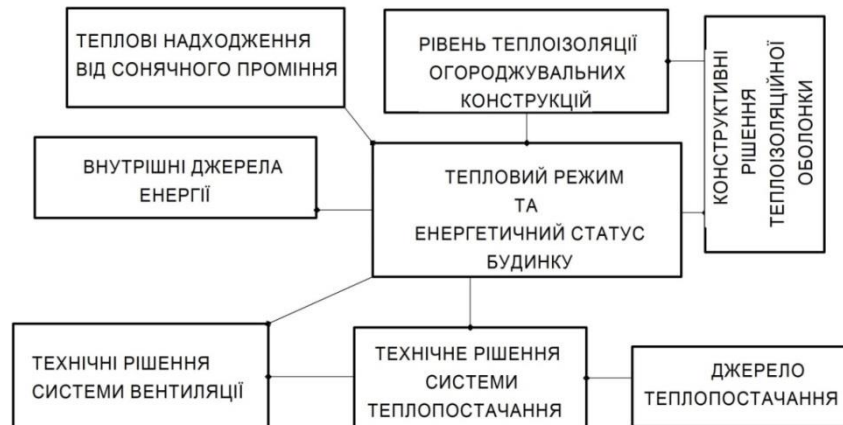 ТЕПЛОВІ НАДХОДЖЕННЯ
ВІД СОНЯЧНОГО ПРОМІННЯ
РІВЕНЬ ТЕПЛОІЗОЛЯЦІЇ
ОГОРОДЖУВАЛЬНИХ
КОНСТРУКЦІЙ
КОНСТРУКТИВНІ
РІШЕННЯ
ТЕПЛОІЗОЛЯЦІЙНОЇ
ОБОЛОНКИ
ВНУТРІШНІ ДЖЕРЕЛА
ЕНЕРГІЇ
ТЕПЛОВИЙ РЕЖИМ
ТА
ЕНЕРГЕТИЧНИЙ СТАТУС
БУДИНКУ
ТЕХНІЧНІ РІШЕННЯ
СИСТЕМИ ВЕНТИЛЯЦІЇ
ТЕХНІЧНЕ РІШЕННЯ
СИСТЕМИ
ТЕПЛОПОСТАЧАННЯ
ДЖЕРЕЛО
ТЕПЛОПОСТАЧАННЯ